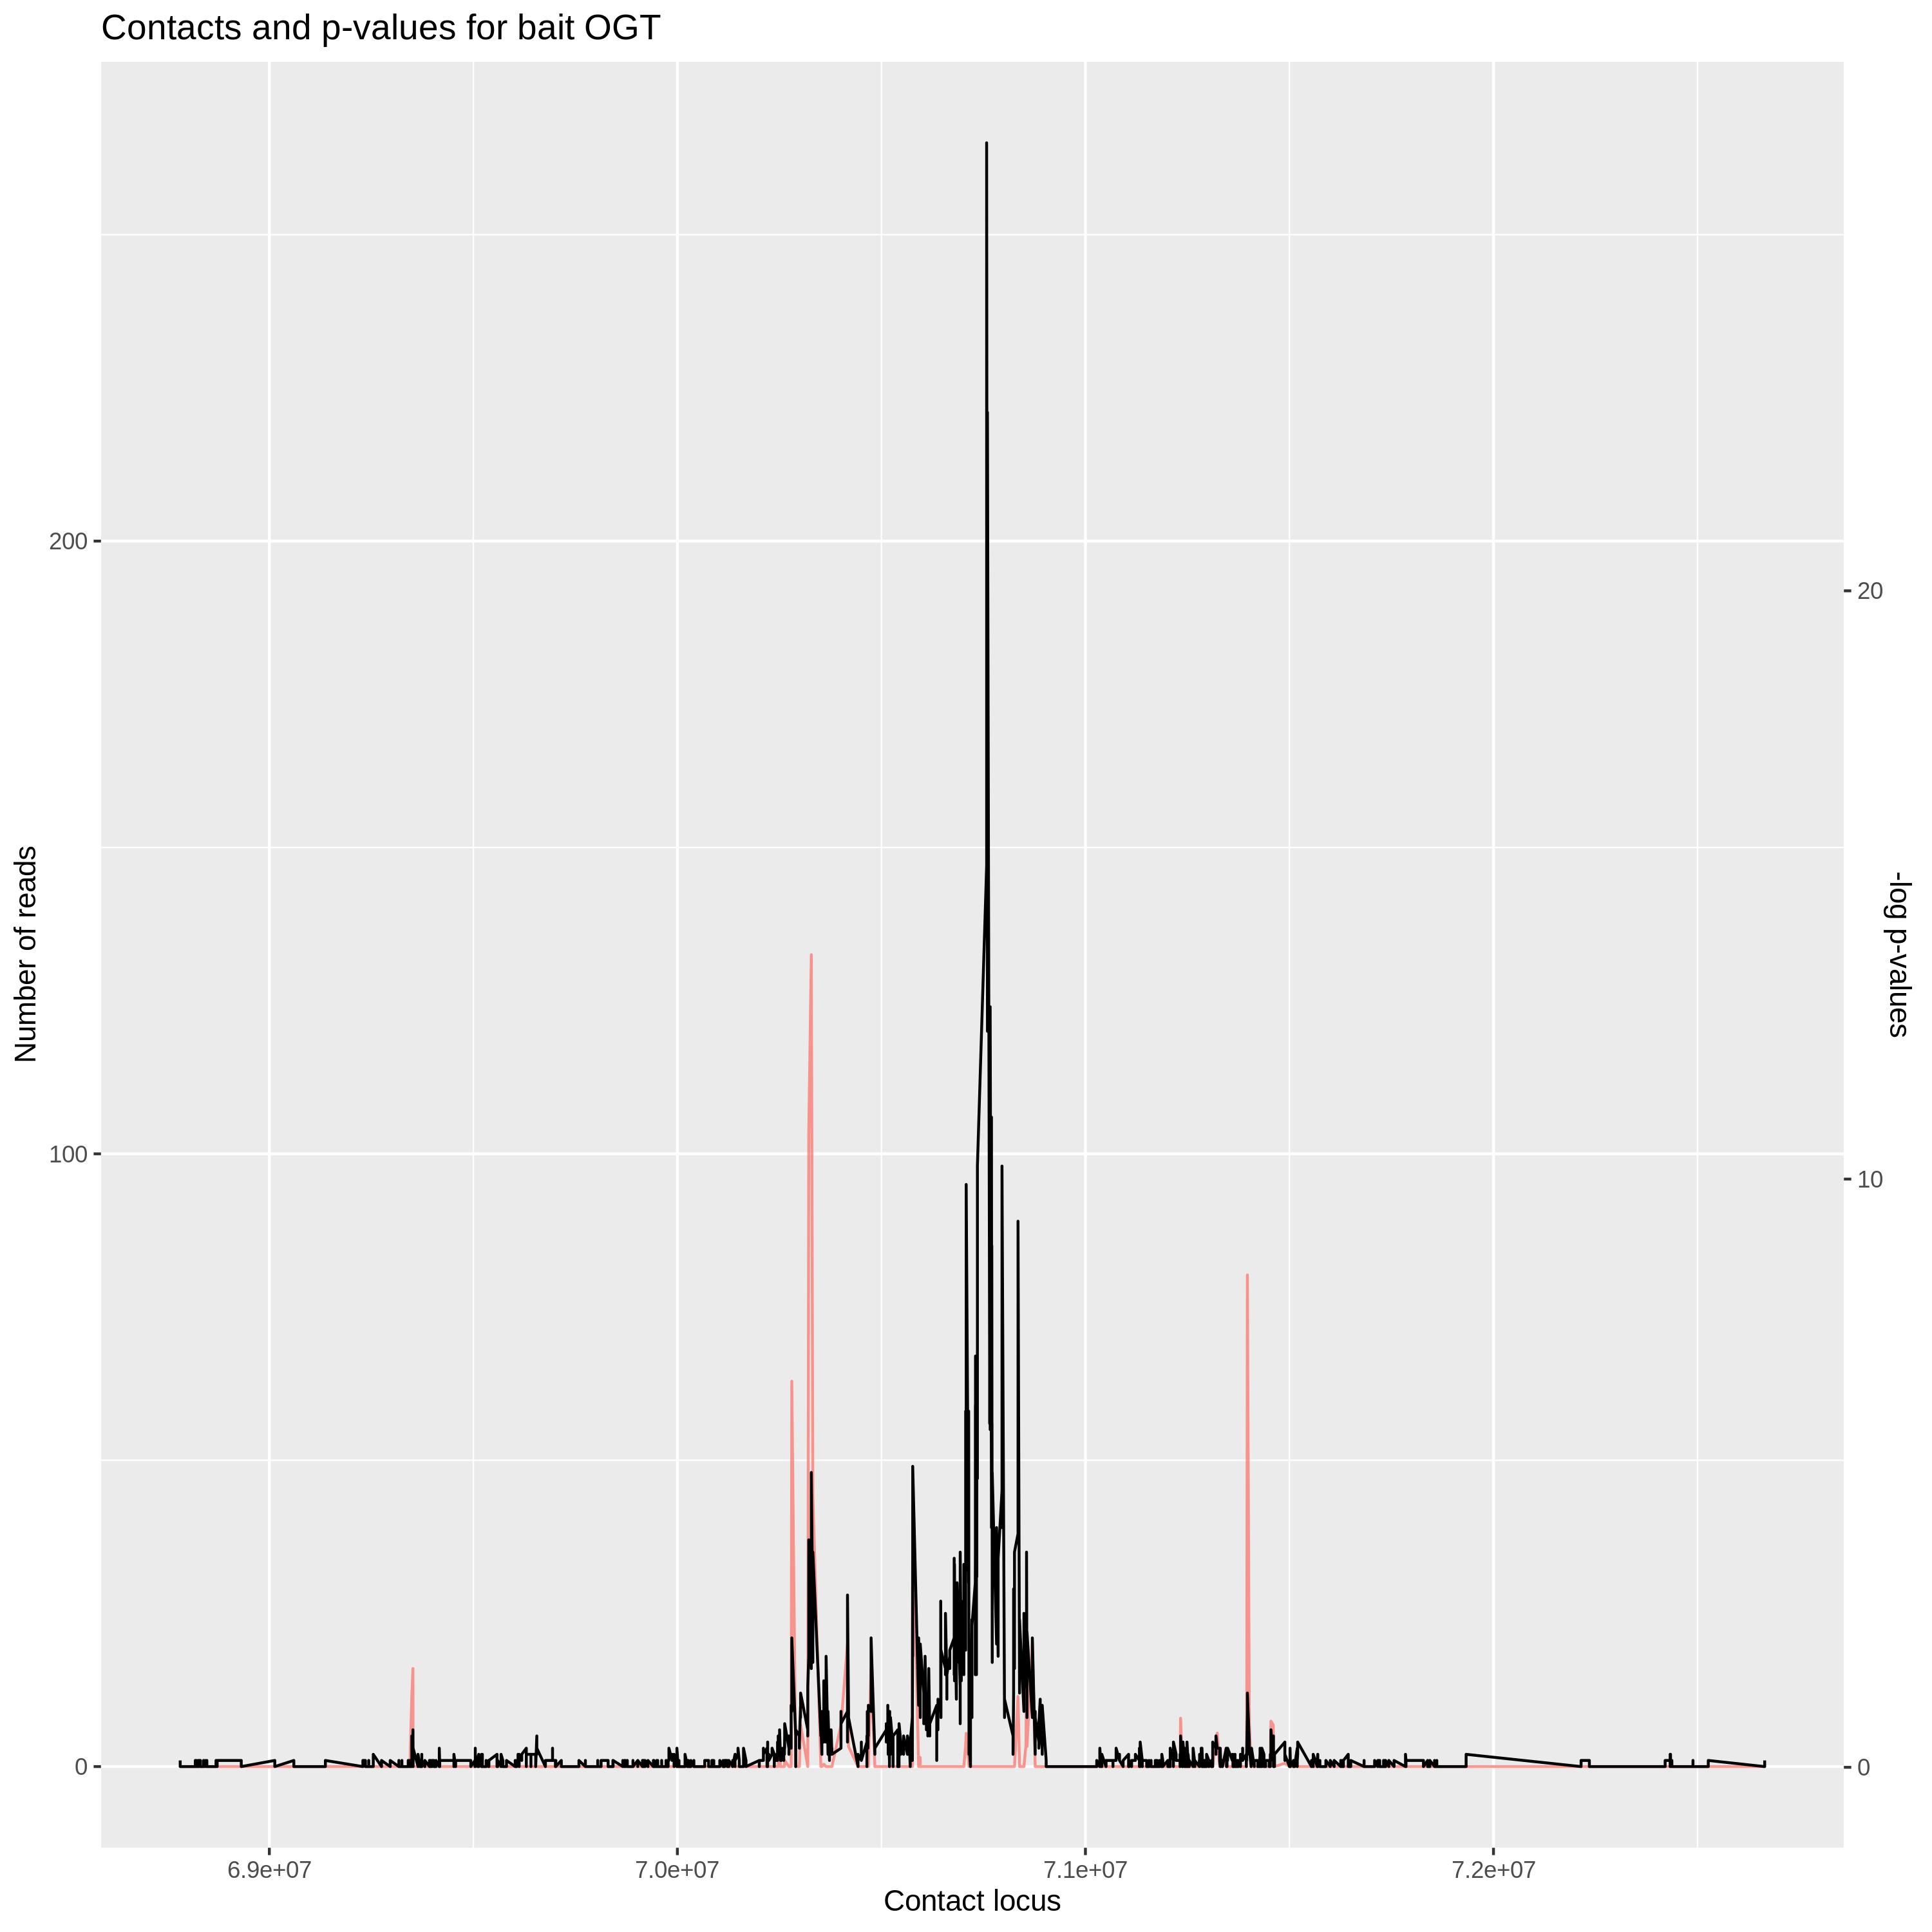 Contacts and p-values for bait OGT
Number of reads
200
100
0
20
10
0
-log p-values
6.9e+07
7.0e+07
7.1e+07
7.2e+07
Contact locus